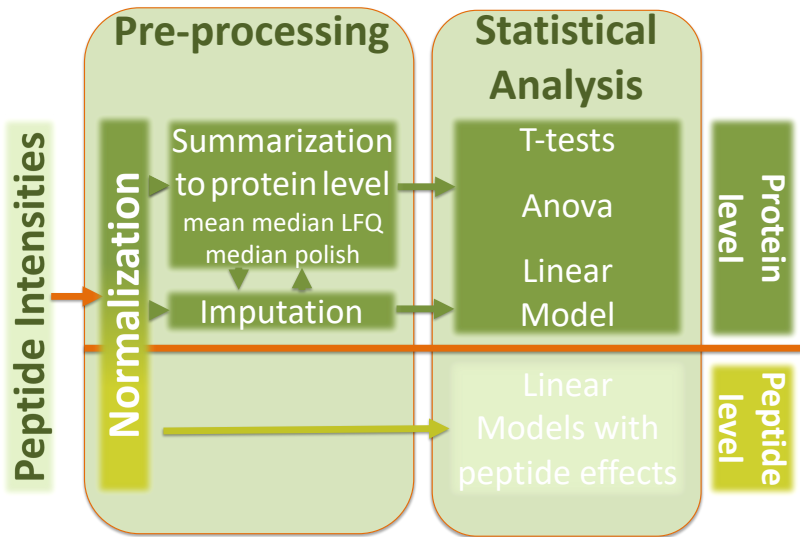 Pre-processing
Statistical
Analysis
Peptide Intensities
Normalization
Summarization
to protein level
mean median LFQ
median polish
Imputation
T-tests
Anova
Linear
Model
Protein
level
Linear
Models with
peptide effects
Peptide
level